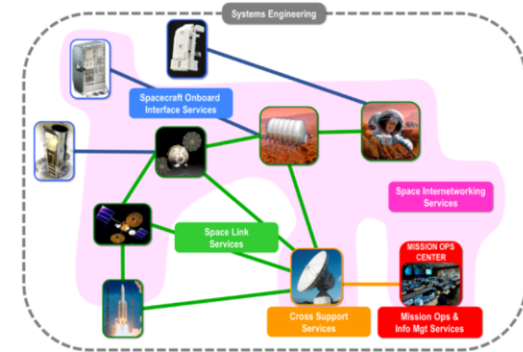 Systems Engineering
Spacecraft Onboard
Interface Services
Space Internetworking
Services
Space Link
Services
MISSION OPS
CENTER
Cross Support
Services
Mission Ops &
Info Mgt Services